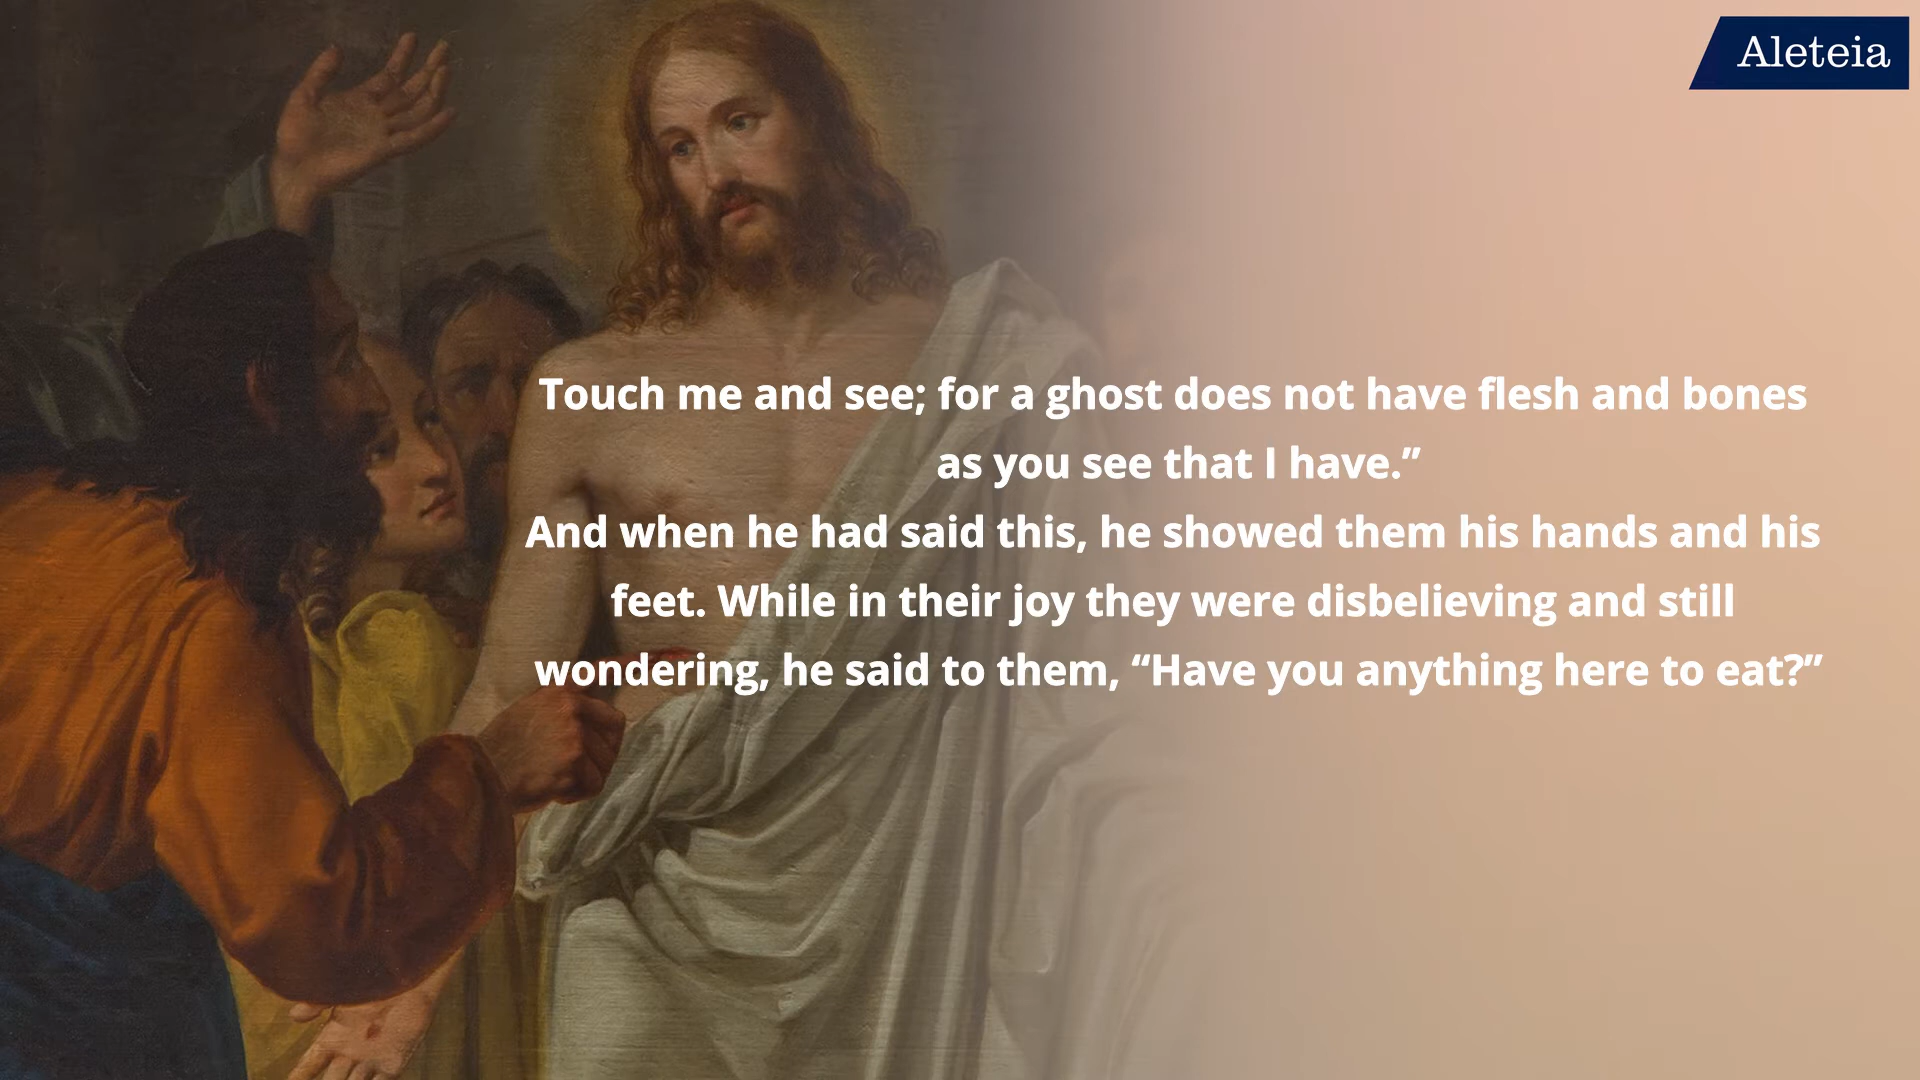 Aleteia
Touch me and see; for a ghost does not have flesh and bones
as you see that I have.”
And when he had said this, he showed them his hands and his
feet. While in their joy they were disbelieving and still
wondering, he said to them, “Have you anything here to eat?”